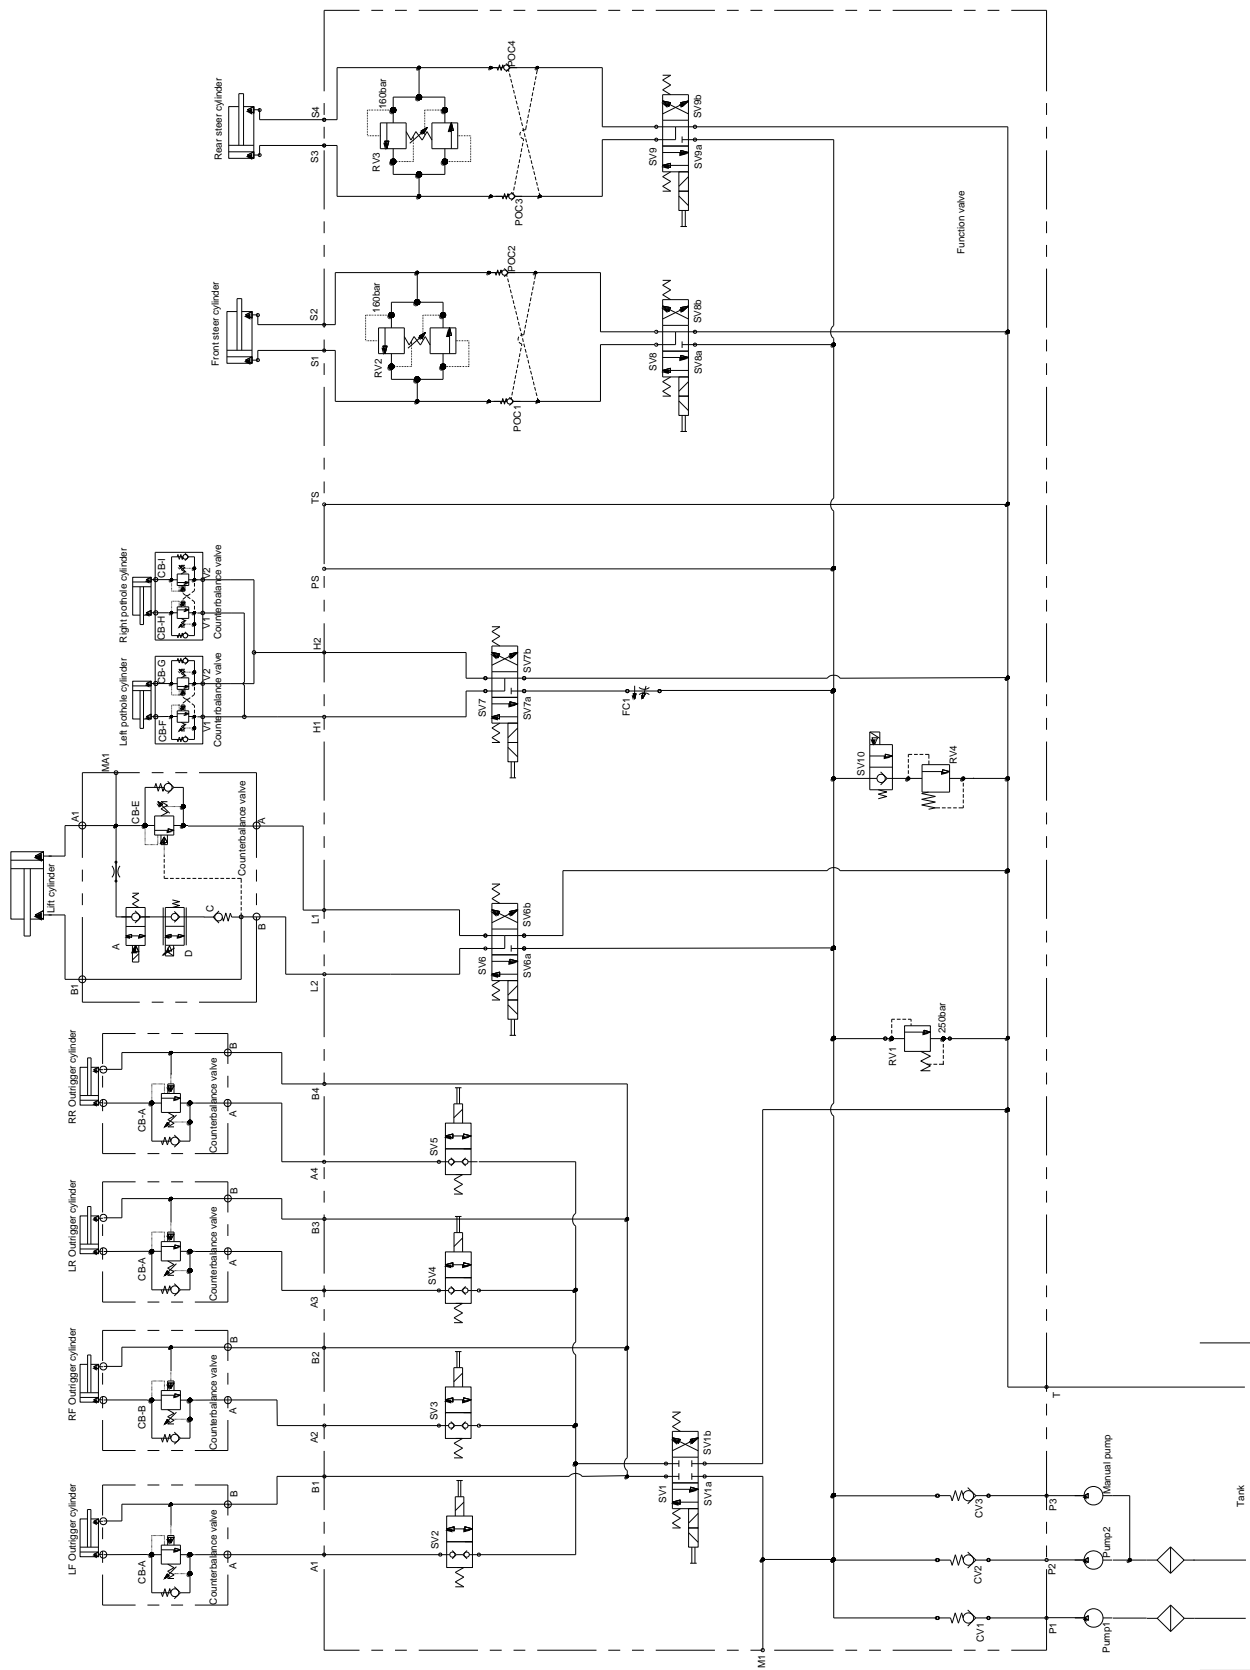 LF Outrigger cylinder
RF Outrigger cylinder
LR Outrigger cylinder
RR Outrigger cylinder
Lift cylinder
Left pothole cylinder
Right pothole cylinder
Front steer cylinder
Rear steer cylinder
CB-A
Counterbalance valve
A
B
CB-B
Counterbalance valve
A
B
CB-A
Counterbalance valve
A
B
CB-A
Counterbalance valve
A
B
B1
A1
MA1
A
D
C
CB-E
Counterbalance valve
B
A
CB-F
CB-G
V1
V2
Counterbalance valve
CB-H
CB-I
V1
V2
Counterbalance valve
A1
B1
A2
B2
A3
B3
A4
B4
L2
L1
H1
H2
PS
TS
S1
S2
S3
S4
RV2
160bar
RV3
160bar
POC1
POC2
POC3
POC4
SV2
SV3
SV4
SV5
SV6
SV6a
SV6b
SV7
SV7a
SV7b
SV8
SV8a
SV8b
SV9
SV9a
SV9b
FC1
SV1
SV1a
SV1b
M1
RV1
250bar
SV10
RV4
Function valve
CV1
CV2
CV3
P1
P2
P3
T
Pump1
Pump2
Manual pump
Tank